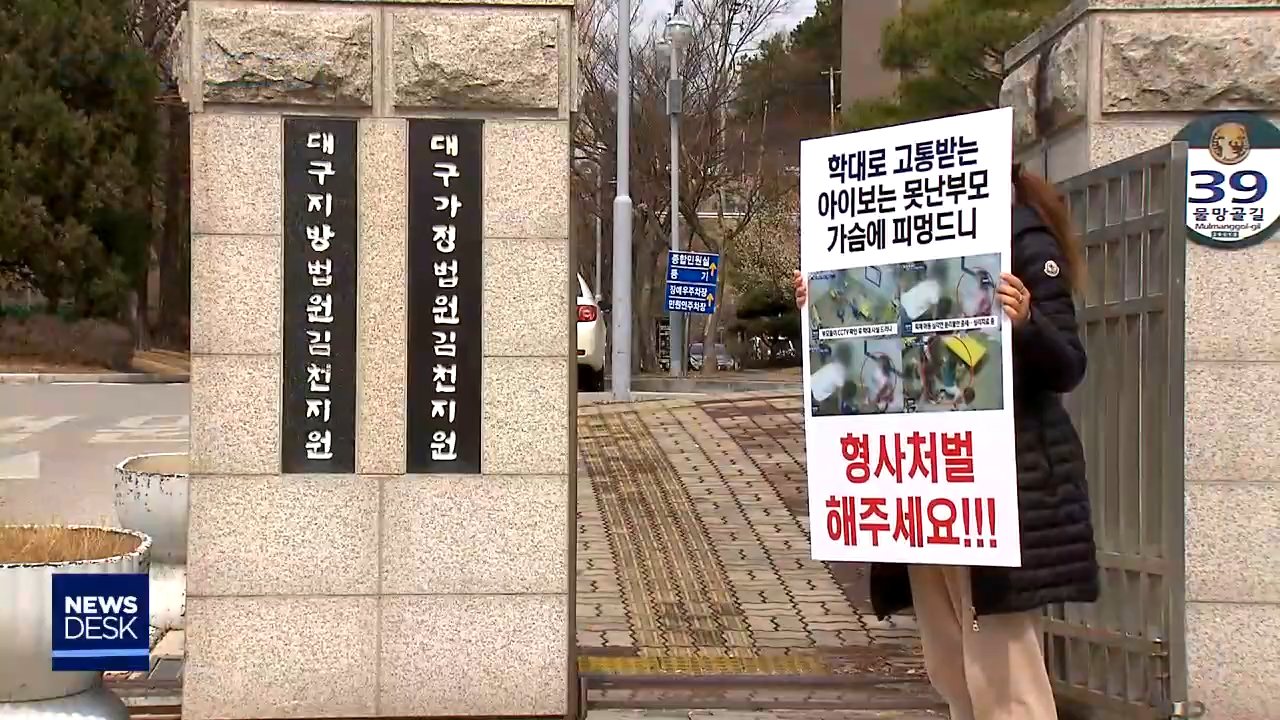 대구지방법원김천지원
대구가정법원김천지원
종합민원실
등 기
장애우주차장
민원인주차장
학대로 고통받는
아이보는 못난부모
가슴에 피멍드니
형사처벌
해주세요!!!
39
물망골길
Mulmanggol-gil
NEWS
DESK